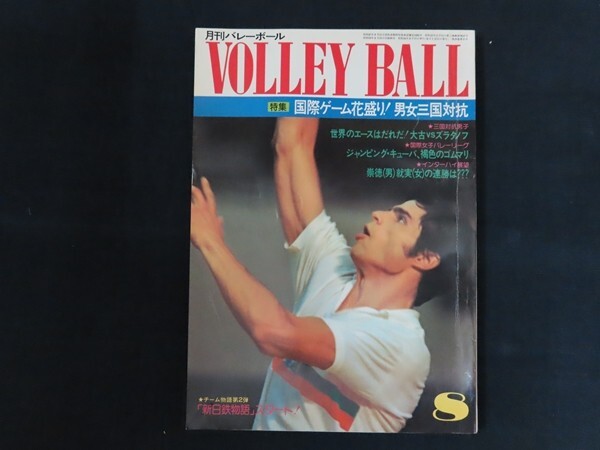 月刊バレーボール
VOLLEY BALL
特集 国際ゲーム花盛り! 男女三国対抗
★三国対抗男子
世界のエースはだれだ! 大古VSズラタノフ
★国際女子バレーリーグ
ジャンピング・キューバ、褐色のゴムマリ
★インターハイ展望
崇徳(男)就実(女)の連勝は???
★チーム物語第2弾
「新日鉄物語」スタート!
8